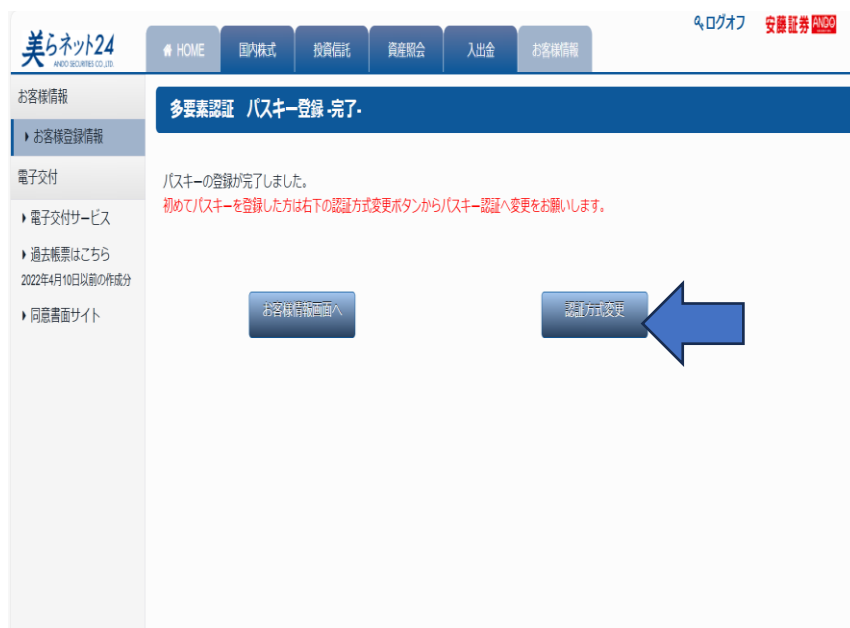 美らネット24
ANDO SECURITIES CO.,LTD.
HOME
国内株式
投資信託
資産照会
入出金
お客様情報
ログオフ
安藤証券 ANDO
お客様情報
お客様登録情報
電子交付
電子交付サービス
過去帳票はこちら
2022年4月10日以前の作成分
同意書面サイト
多要素認証 パスキー登録 -完了-
パスキーの登録が完了しました。
初めてパスキーを登録した方は右下の認証方式変更ボタンからパスキー認証へ変更をお願いします。
お客様情報画面へ
認証方式変更